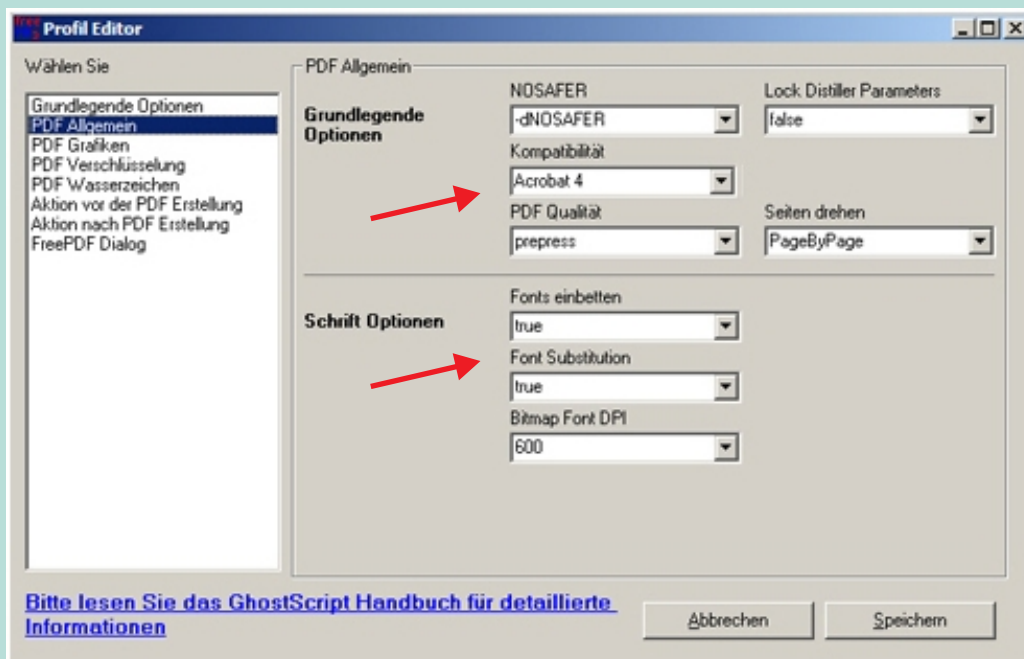 free
Profil Editor
Wählen Sie
Grundlegende Optionen
PDF Allgemein
PDF Grafiken
PDF Verschlüsselung
PDF Wasserzeichen
Aktion vor der PDF Erstellung
Aktion nach PDF Erstellung
FreePDF Dialog
PDF Allgemein
Grundlegende
Optionen
NOSAFER
-dNOSAFER
Lock Distiller Parameters
false
Kompatibilität
Acrobat 4
PDF Qualität
prepress
Seiten drehen
PageByPage
Schrift Optionen
Fonts einbetten
true
Font Substitution
true
Bitmap Font DPI
600
Bitte lesen Sie das GhostScript Handbuch für detaillierte
Informationen
Abbrechen
Speichern